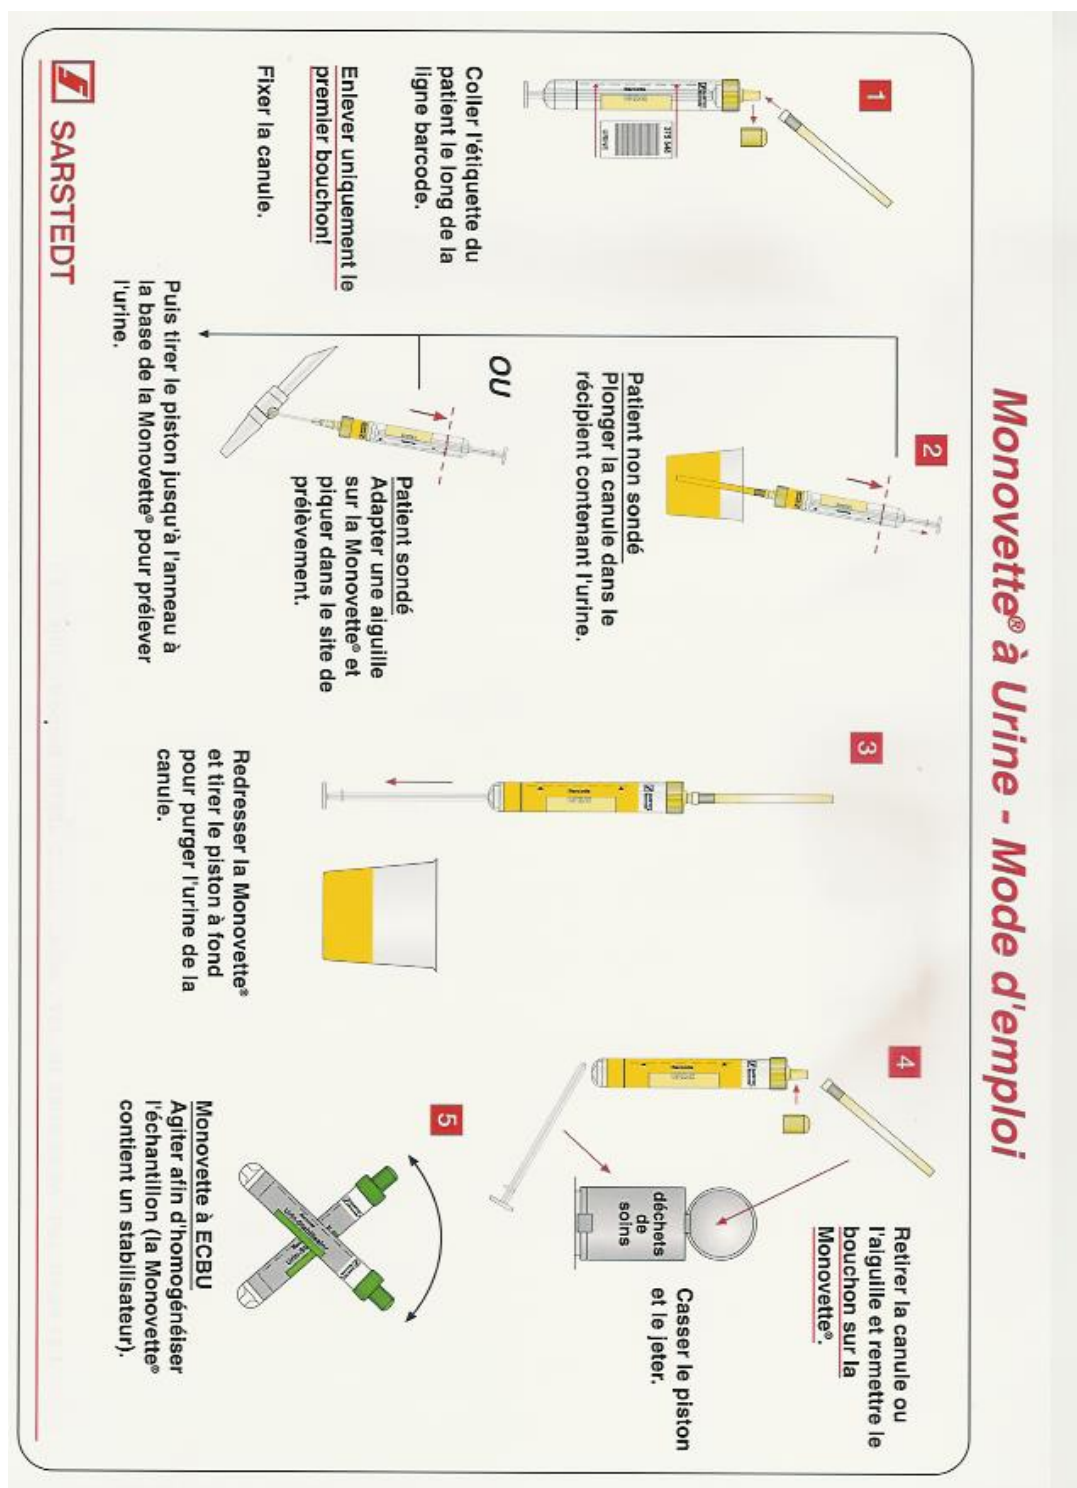 Monovette® à Urine - Mode d'emploi
1
375 546
URINE
Coller l'étiquette du
patient le long de la
ligne barcode.
Enlever uniquement le
premier bouchon!
Fixer la canule.
2
Patient non sondé
Plonger la canule dans le
récipient contenant l'urine.
OU
Patient sondé
Adapter une aiguille
sur la Monovette® et
piquer dans le site de
prélèvement.
Puis tirer le piston jusqu'à l'anneau à
la base de la Monovette® pour prélever
l'urine.
3
Barcode
Redresser la Monovette®
et tirer le piston à fond
pour purger l'urine de la
canule.
4
Barcode
Retirer la canule ou
l'aiguille et remettre le
bouchon sur la
Monovette®.
déchets
de
soins
Casser le piston
et le jeter.
5
Monovette à ECBU
Agiter afin d'homogénéiser
l'échantillon (la Monovette®
contient un stabilisateur).
SARSTEDT